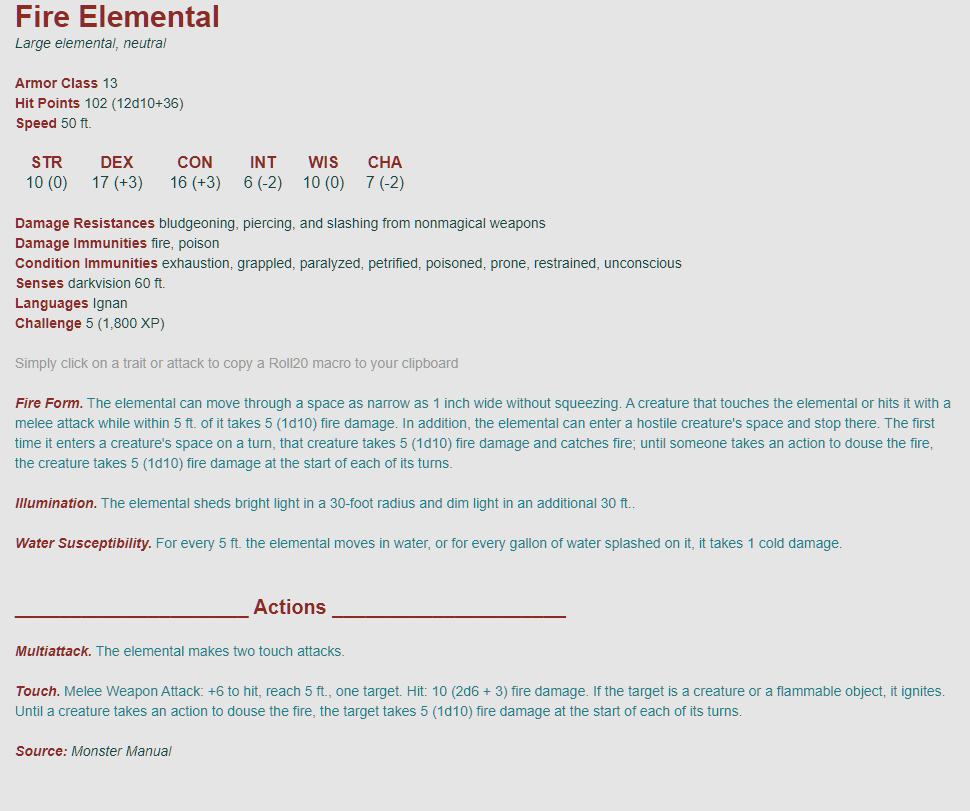 Fire Elemental
Large elemental, neutral
Armor Class 13
Hit Points 102 (12d10+36)
Speed 50 ft.
STR DEX CON INT WIS CHA
10 (0) 17 (+3) 16 (+3) 6 (-2) 10 (0) 7 (-2)
Damage Resistances bludgeoning, piercing, and slashing from nonmagical weapons
Damage Immunities fire, poison
Condition Immunities exhaustion, grappled, paralyzed, petrified, poisoned, prone, restrained, unconscious
Senses darkvision 60 ft.
Languages Ignan
Challenge 5 (1,800 XP)
Simply click on a trait or attack to copy a Roll20 macro to your clipboard
Fire Form. The elemental can move through a space as narrow as 1 inch wide without squeezing. A creature that touches the elemental or hits it with a
melee attack while within 5 ft. of it takes 5 (1d10) fire damage. In addition, the elemental can enter a hostile creature's space and stop there. The first
time it enters a creature's space on a turn, that creature takes 5 (1d10) fire damage and catches fire; until someone takes an action to douse the fire,
the creature takes 5 (1d10) fire damage at the start of each of its turns.
Illumination. The elemental sheds bright light in a 30-foot radius and dim light in an additional 30 ft..
Water Susceptibility. For every 5 ft. the elemental moves in water, or for every gallon of water splashed on it, it takes 1 cold damage.
Actions
Multiattack. The elemental makes two touch attacks.
Touch. Melee Weapon Attack: +6 to hit, reach 5 ft., one target. Hit: 10 (2d6 + 3) fire damage. If the target is a creature or a flammable object, it ignites.
Until a creature takes an action to douse the fire, the target takes 5 (1d10) fire damage at the start of each of its turns.
Source: Monster Manual